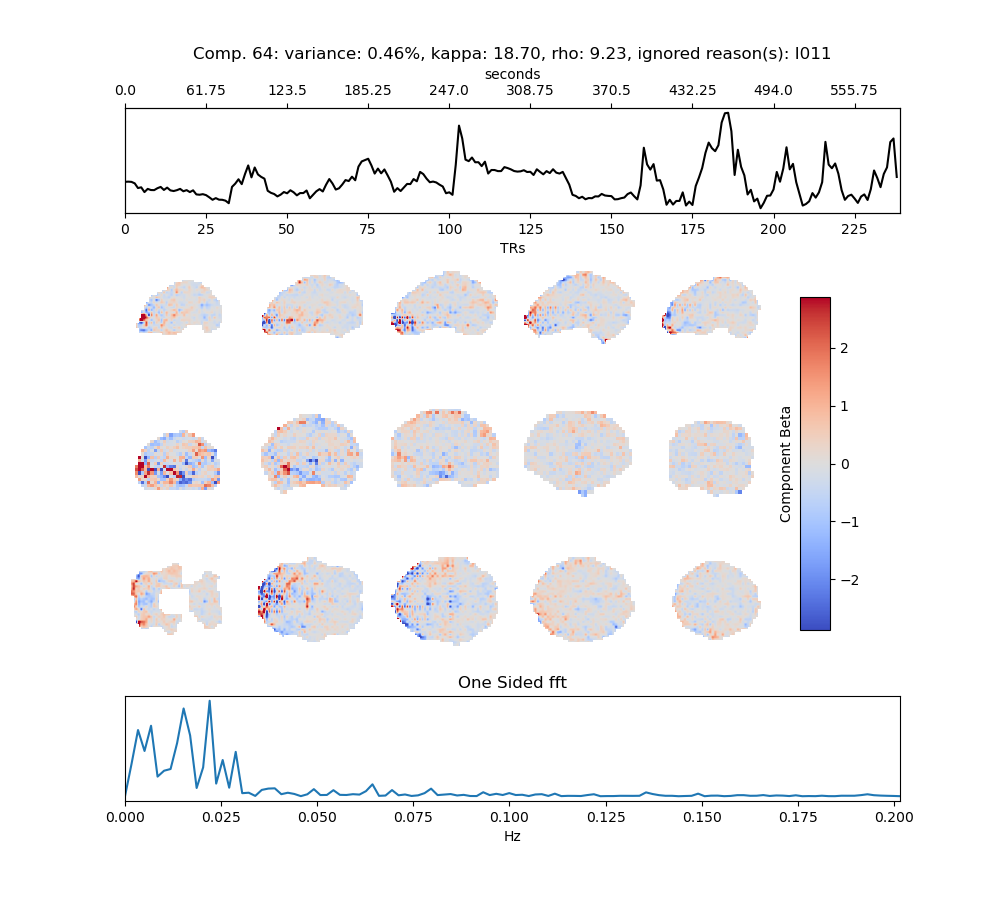 Comp. 64: variance: 0.46%, kappa: 18.70, rho: 9.23, ignored reason(s): I011
seconds
0.0 61.75 123.5 185.25 247.0 308.75 370.5 432.25 494.0 555.75
0 25 50 75 100 125 150 175 200 225
TRs
2
1
0
−1
−2
Component Beta
One Sided fft
0.000 0.025 0.050 0.075 0.100 0.125 0.150 0.175 0.200
Hz